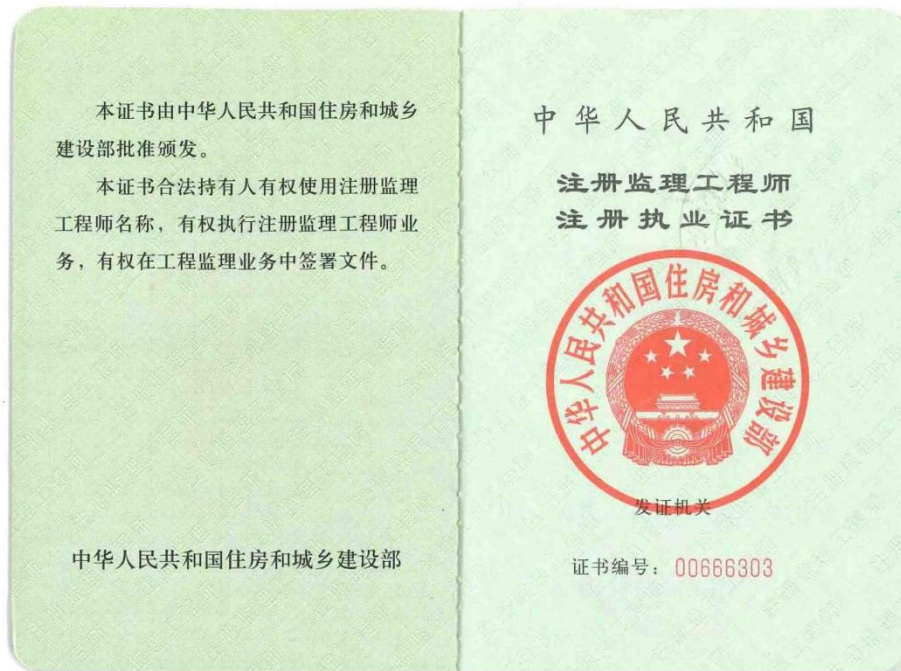 本证书由中华人民共和国住房和城乡
建设部批准颁发。
本证书合法持有人有权使用注册监理
工程师名称，有权执行注册监理工程师业
务，有权在工程监理业务中签署文件。
中华人民共和国住房和城乡建设部
中华人民共和国
注册监理工程师
注册执业证书
中华人民共和国住房和城乡建设部
发证机关
证书编号：00666303